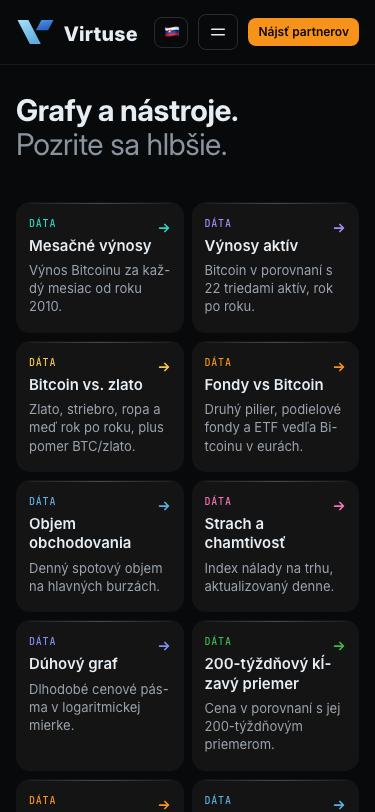 Virtuse
Nájsť partnerov
Grafy a nástroje.
Pozrite sa hlbšie.
DÁTA
Mesačné výnosy
Výnos Bitcoinu za kaž-
dý mesiac od roku
2010.
DÁTA
Výnosy aktív
Bitcoin v porovnaní s
22 triedami aktív, rok
po roku.
DÁTA
Bitcoin vs. zlato
Zlato, striebro, ropa a
meď rok po roku, plus
pomer BTC/zlato.
DÁTA
Fondy vs Bitcoin
Druhý pilier, podielové
fondy a ETF vedľa Bi-
tcoinu v eurách.
DÁTA
Objem
obchodovania
Denný spotový objem
na hlavných burzách.
DÁTA
Strach a
chamtivosť
Index nálady na trhu,
aktualizovaný denne.
DÁTA
Dúhový graf
Dlhodobé cenové pás-
ma v logaritmickej
mierke.
DÁTA
200-týždňový kĺ-
zavý priemer
Cena v porovnaní s jej
200-týždňovým
priemerom.
DÁTA
DÁTA